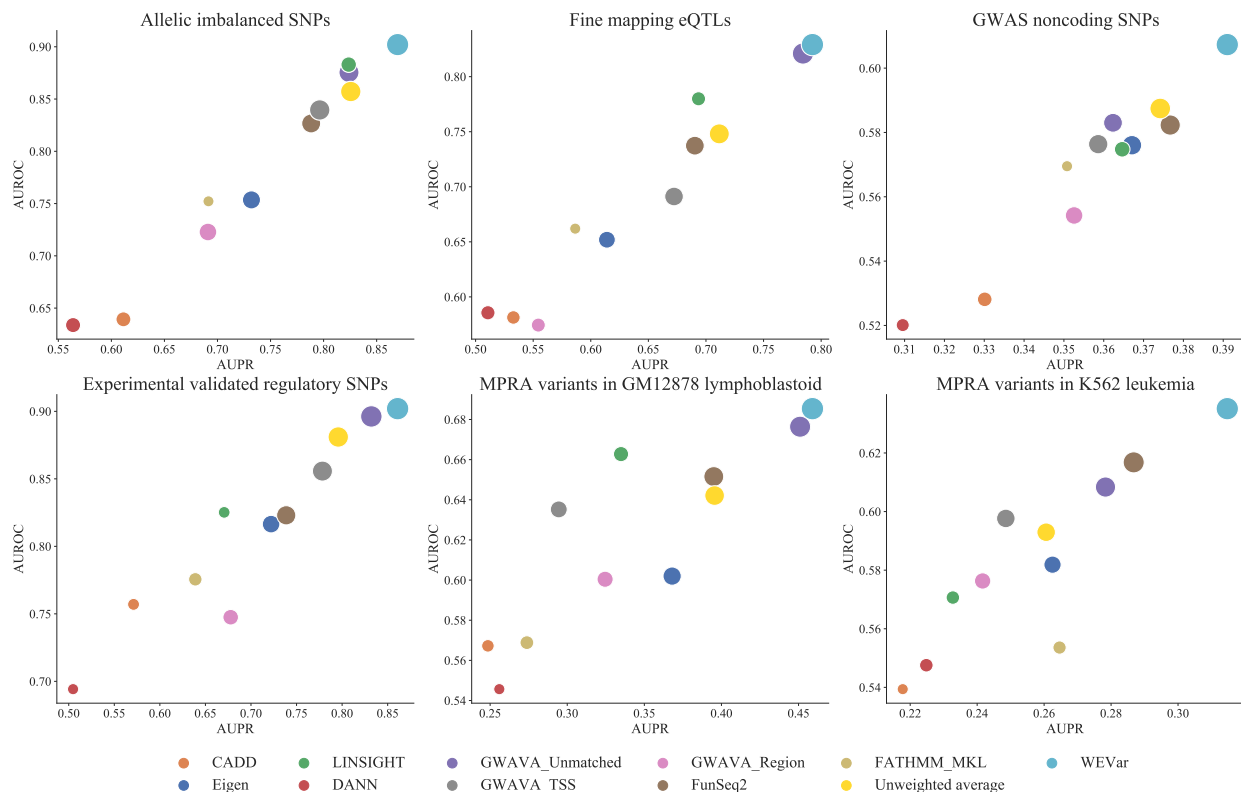 Allelic imbalanced SNPs
0.90
0.85
0.80
0.75
0.70
0.65
AUROC
0.55 0.60 0.65 0.70 0.75 0.80 0.85
AUPR
Fine mapping eQTLs
0.80
0.75
0.70
0.65
0.60
AUROC
0.50 0.60 0.70 0.80
AUPR
GWAS noncoding SNPs
0.60
0.58
0.56
0.54
0.52
AUROC
0.31 0.32 0.33 0.34 0.35 0.36 0.37 0.38 0.39
AUPR
Experimental validated regulatory SNPs
0.90
0.85
0.80
0.75
0.70
AUROC
0.50 0.55 0.60 0.65 0.70 0.75 0.80 0.85
AUPR
MPRA variants in GM12878 lymphoblastoid
0.68
0.66
0.64
0.62
0.60
0.58
0.56
0.54
AUROC
0.25 0.30 0.35 0.40 0.45
AUPR
MPRA variants in K562 leukemia
0.62
0.60
0.58
0.56
0.54
AUROC
0.22 0.24 0.26 0.28 0.30
AUPR
CADD LINSIGHT GWAVA_Unmatched GWAVA_Region FATHMM_MKL WEVar
Eigen DANN GWAVA_TSS FunSeq2 Unweighted average